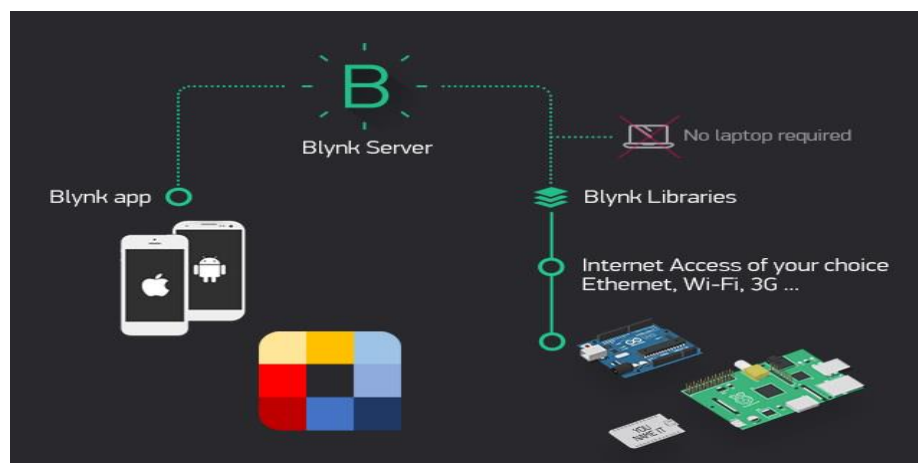 B
Blynk Server
No laptop required
Blynk app
Blynk Libraries
Internet Access of your choice
Ethernet, Wi-Fi, 3G ...
YOU
NAME IT